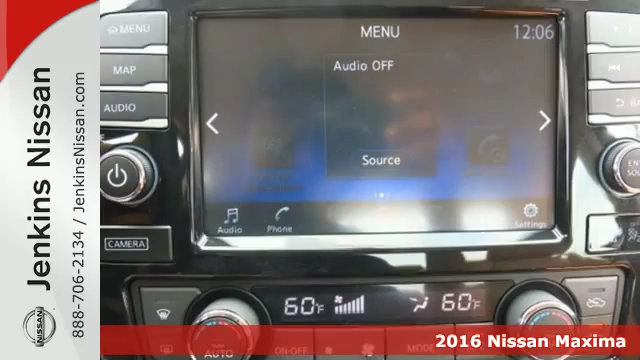 Jenkins Nissan
888-706-2134 / JenkinsNissan.com
NISSAN
MENU
MAP
AUDIO
CAMERA
MENU
12:06
Audio OFF
Source
Audio
Phone
Settings
60°F
60°F
AUTO
ON·OFF
MODE
2016 Nissan Maxima